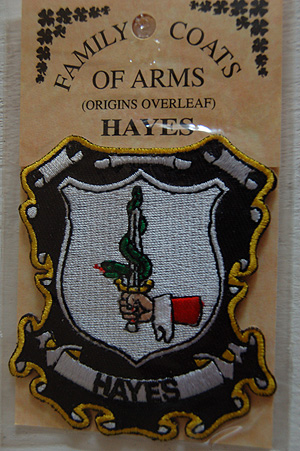 FAMILY COATS
OF ARMS
(ORIGINS OVERLEAF)
HAYES
HAYES